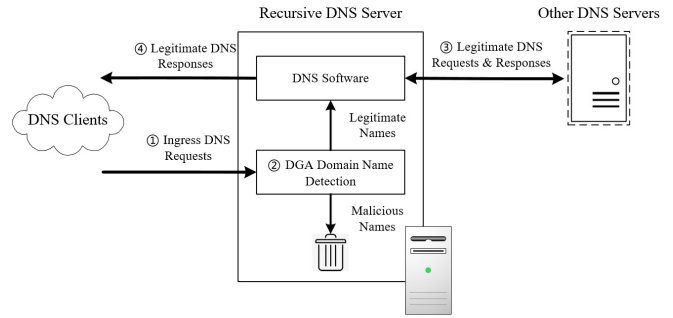 Recursive DNS Server
Other DNS Servers
④ Legitimate DNS
Responses
③ Legitimate DNS
Requests & Responses
DNS Software
DNS Clients
Legitimate
Names
① Ingress DNS
Requests
② DGA Domain Name
Detection
Malicious
Names